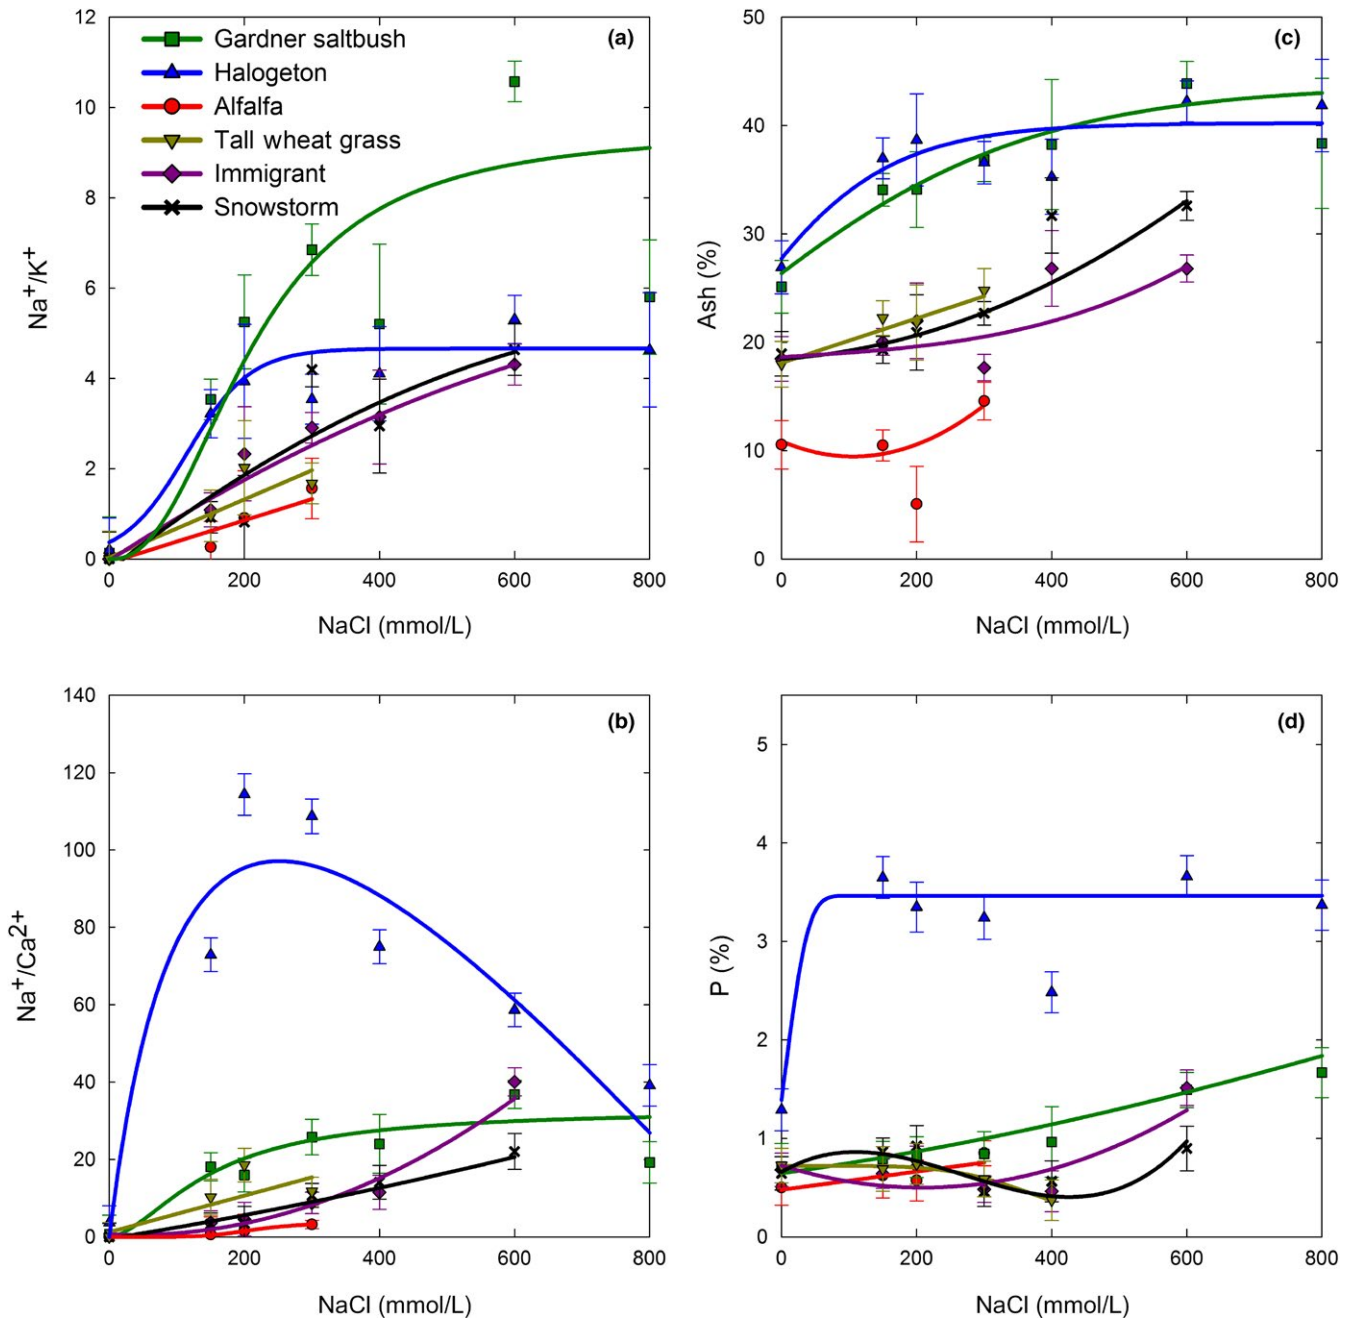 12
10
8
6
4
2
0
Na⁺/K⁺
Gardner saltbush
Halogeton
Alfalfa
Tall wheat grass
Immigrant
Snowstorm
(a)
0 200 400 600 800
NaCl (mmol/L)
50
40
30
20
10
0
Ash (%)
(c)
0 200 400 600 800
NaCl (mmol/L)
140
120
100
80
60
40
20
0
Na⁺/Ca²⁺
(b)
0 200 400 600 800
NaCl (mmol/L)
5
4
3
2
1
0
P (%)
(d)
0 200 400 600 800
NaCl (mmol/L)